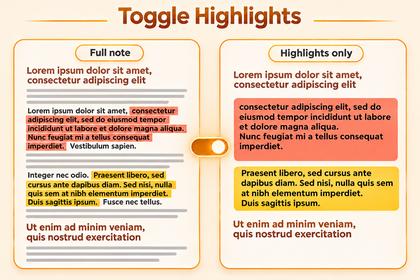 Toggle Highlights
Full note
Lorem ipsum dolor sit amet,
consectetur adipiscing elit
Lorem ipsum dolor sit amet, consectetur
adipiscing elit, sed do eiusmod tempor
incididunt ut labore et dolore magna aliqua.
Nunc feugiat mi a tellus consequat
imperdiet. Vestibulum sapien.
Integer nec odio. Praesent libero, sed
cursus ante dapibus diam. Sed nisi, nulla
quis sem at nibh elementum imperdiet.
Duis sagittis ipsum. Fusce nec tellus.
Ut enim ad minim veniam,
quis nostrud exercitation
Highlights only
Lorem ipsum dolor sit amet,
consectetur adipiscing elit
consectetur adipiscing elit, sed do
eiusmod tempor incididunt ut labore
et dolore magna aliqua.
Nunc feugiat mi a tellus consequat
imperdiet.
Praesent libero, sed cursus ante
dapibus diam. Sed nisi, nulla quis sem
at nibh elementum imperdiet.
Duis sagittis ipsum.
Ut enim ad minim veniam,
quis nostrud exercitation